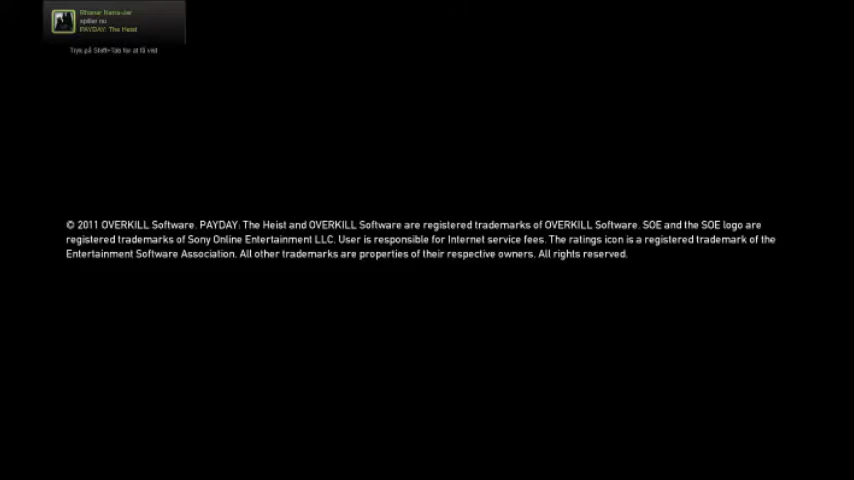 spiller nu
PAYDAY: The Heist
Tryk på Shift+Tab for at få vist
© 2011 OVERKILL Software. PAYDAY: The Heist and OVERKILL Software are registered trademarks of OVERKILL Software. SOE and the SOE logo are
registered trademarks of Sony Online Entertainment LLC. User is responsible for Internet service fees. The ratings icon is a registered trademark of the
Entertainment Software Association. All other trademarks are properties of their respective owners. All rights reserved.